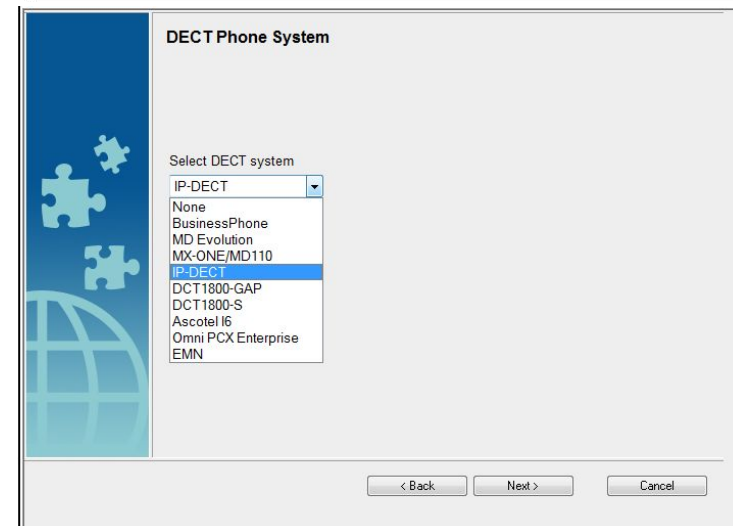 DECT Phone System
Select DECT system
IP-DECT
None
BusinessPhone
MD Evolution
MX-ONE/MD110
IP-DECT
DCT1800-GAP
DCT1800-S
Ascotel I6
Omni PCX Enterprise
EMN
< Back Next > Cancel